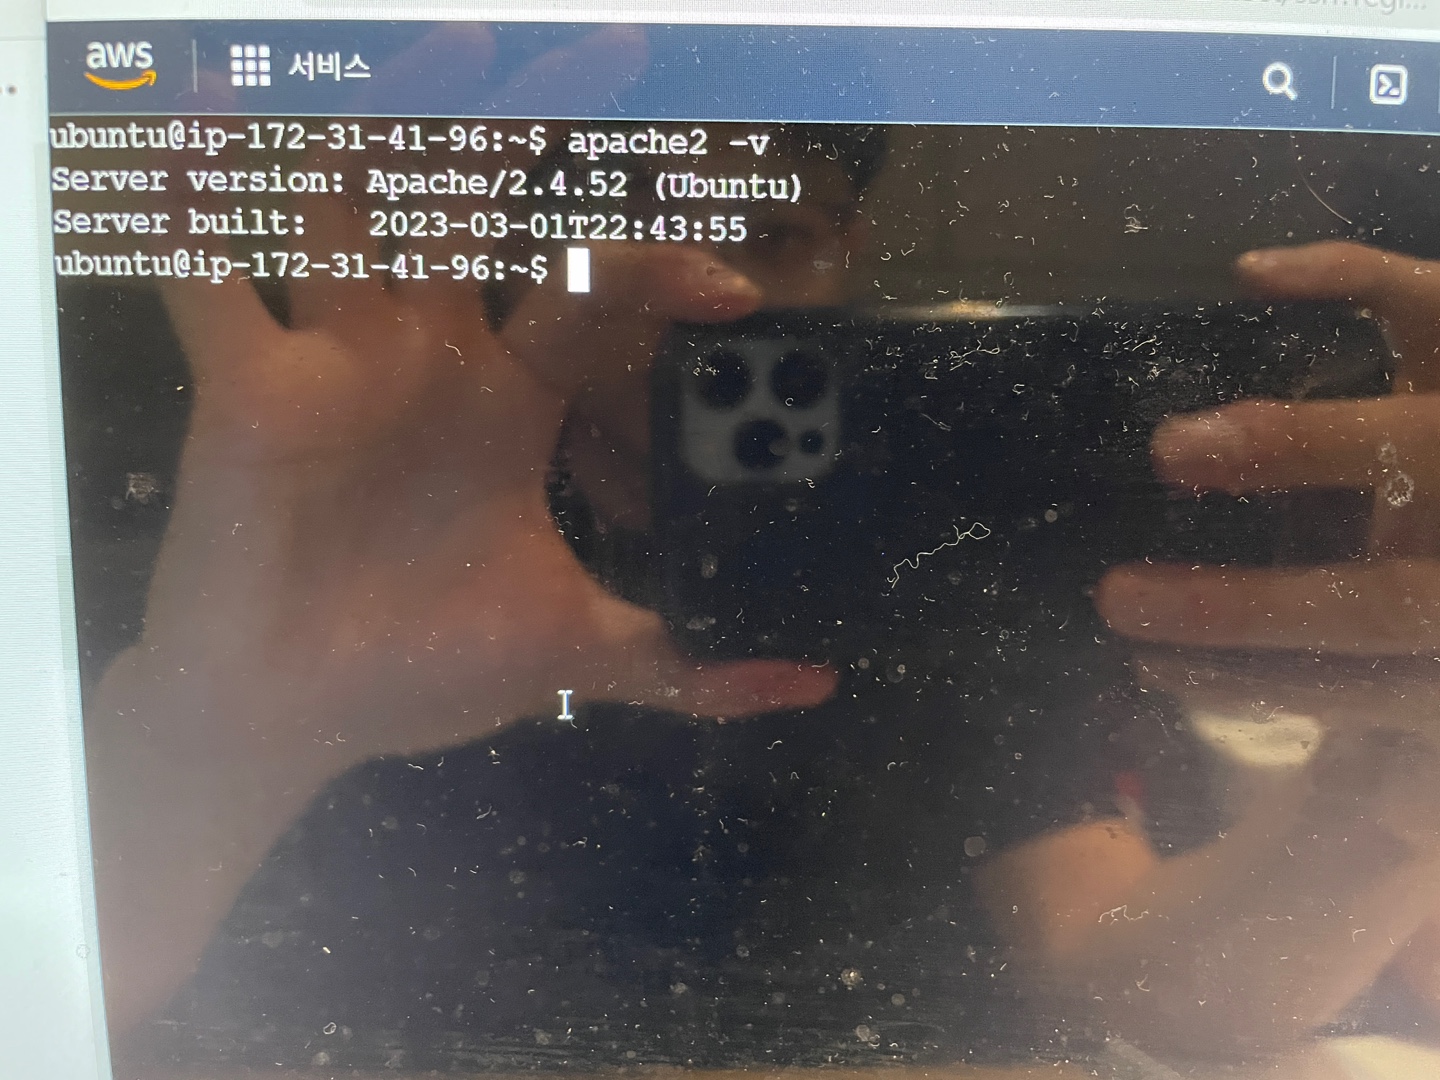 aws
서비스
ubuntu@ip-172-31-41-96:~$ apache2 -v
Server version: Apache/2.4.52 (Ubuntu)
Server built:   2023-03-01T22:43:55
ubuntu@ip-172-31-41-96:~$